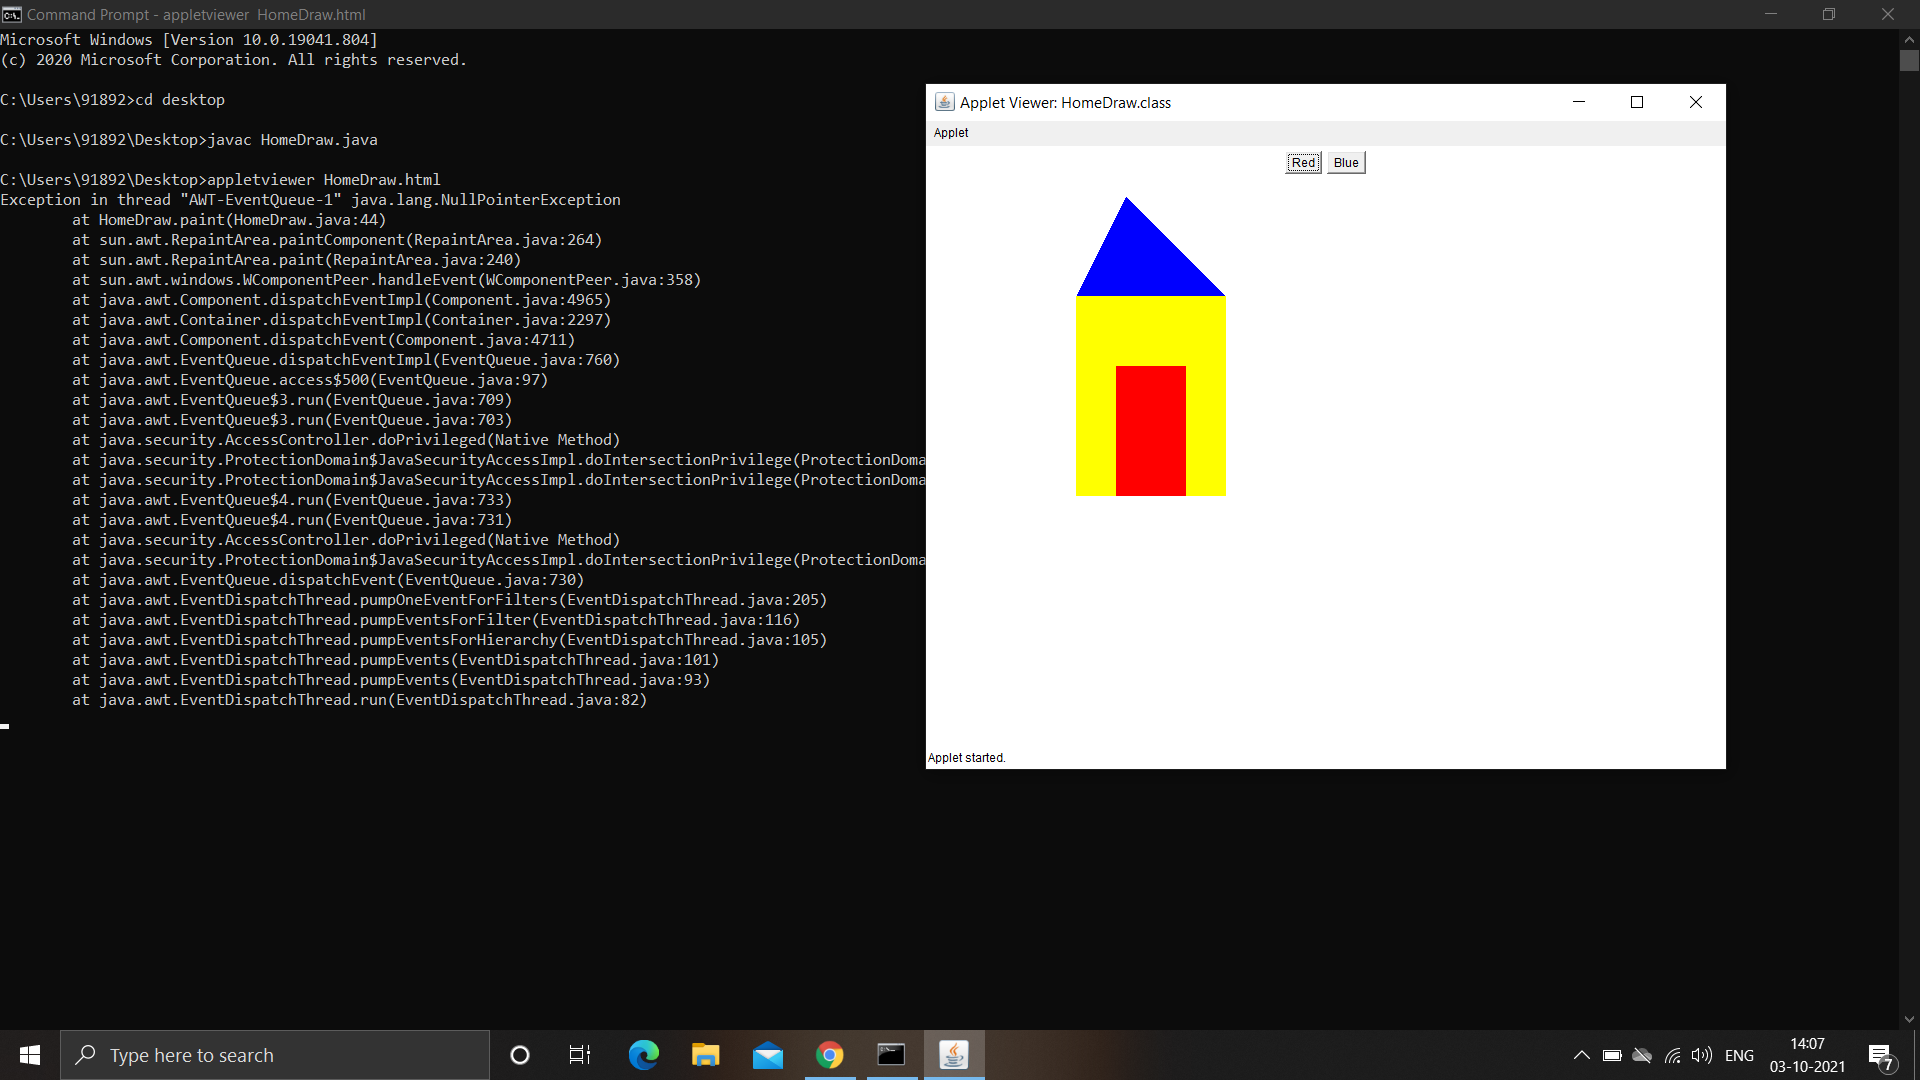 Command Prompt - appletviewer  HomeDraw.html
Microsoft Windows [Version 10.0.19041.804]
(c) 2020 Microsoft Corporation. All rights reserved.
C:\Users\91892>cd desktop
C:\Users\91892\Desktop>javac HomeDraw.java
C:\Users\91892\Desktop>appletviewer HomeDraw.html
Exception in thread "AWT-EventQueue-1" java.lang.NullPointerException
at HomeDraw.paint(HomeDraw.java:44)
at sun.awt.RepaintArea.paintComponent(RepaintArea.java:264)
at sun.awt.RepaintArea.paint(RepaintArea.java:240)
at sun.awt.windows.WComponentPeer.handleEvent(WComponentPeer.java:358)
at java.awt.Component.dispatchEventImpl(Component.java:4965)
at java.awt.Container.dispatchEventImpl(Container.java:2297)
at java.awt.Component.dispatchEvent(Component.java:4711)
at java.awt.EventQueue.dispatchEventImpl(EventQueue.java:760)
at java.awt.EventQueue.access$500(EventQueue.java:97)
at java.awt.EventQueue$3.run(EventQueue.java:709)
at java.awt.EventQueue$3.run(EventQueue.java:703)
at java.security.AccessController.doPrivileged(Native Method)
at java.security.ProtectionDomain$JavaSecurityAccessImpl.doIntersectionPrivilege(ProtectionDoma
at java.security.ProtectionDomain$JavaSecurityAccessImpl.doIntersectionPrivilege(ProtectionDoma
at java.awt.EventQueue$4.run(EventQueue.java:733)
at java.awt.EventQueue$4.run(EventQueue.java:731)
at java.security.AccessController.doPrivileged(Native Method)
at java.security.ProtectionDomain$JavaSecurityAccessImpl.doIntersectionPrivilege(ProtectionDoma
at java.awt.EventQueue.dispatchEvent(EventQueue.java:730)
at java.awt.EventDispatchThread.pumpOneEventForFilters(EventDispatchThread.java:205)
at java.awt.EventDispatchThread.pumpEventsForFilter(EventDispatchThread.java:116)
at java.awt.EventDispatchThread.pumpEventsForHierarchy(EventDispatchThread.java:105)
at java.awt.EventDispatchThread.pumpEvents(EventDispatchThread.java:101)
at java.awt.EventDispatchThread.pumpEvents(EventDispatchThread.java:93)
at java.awt.EventDispatchThread.run(EventDispatchThread.java:82)
Applet Viewer: HomeDraw.class
Applet
Red Blue
Applet started.
Type here to search
ENG
14:07
03-10-2021
7